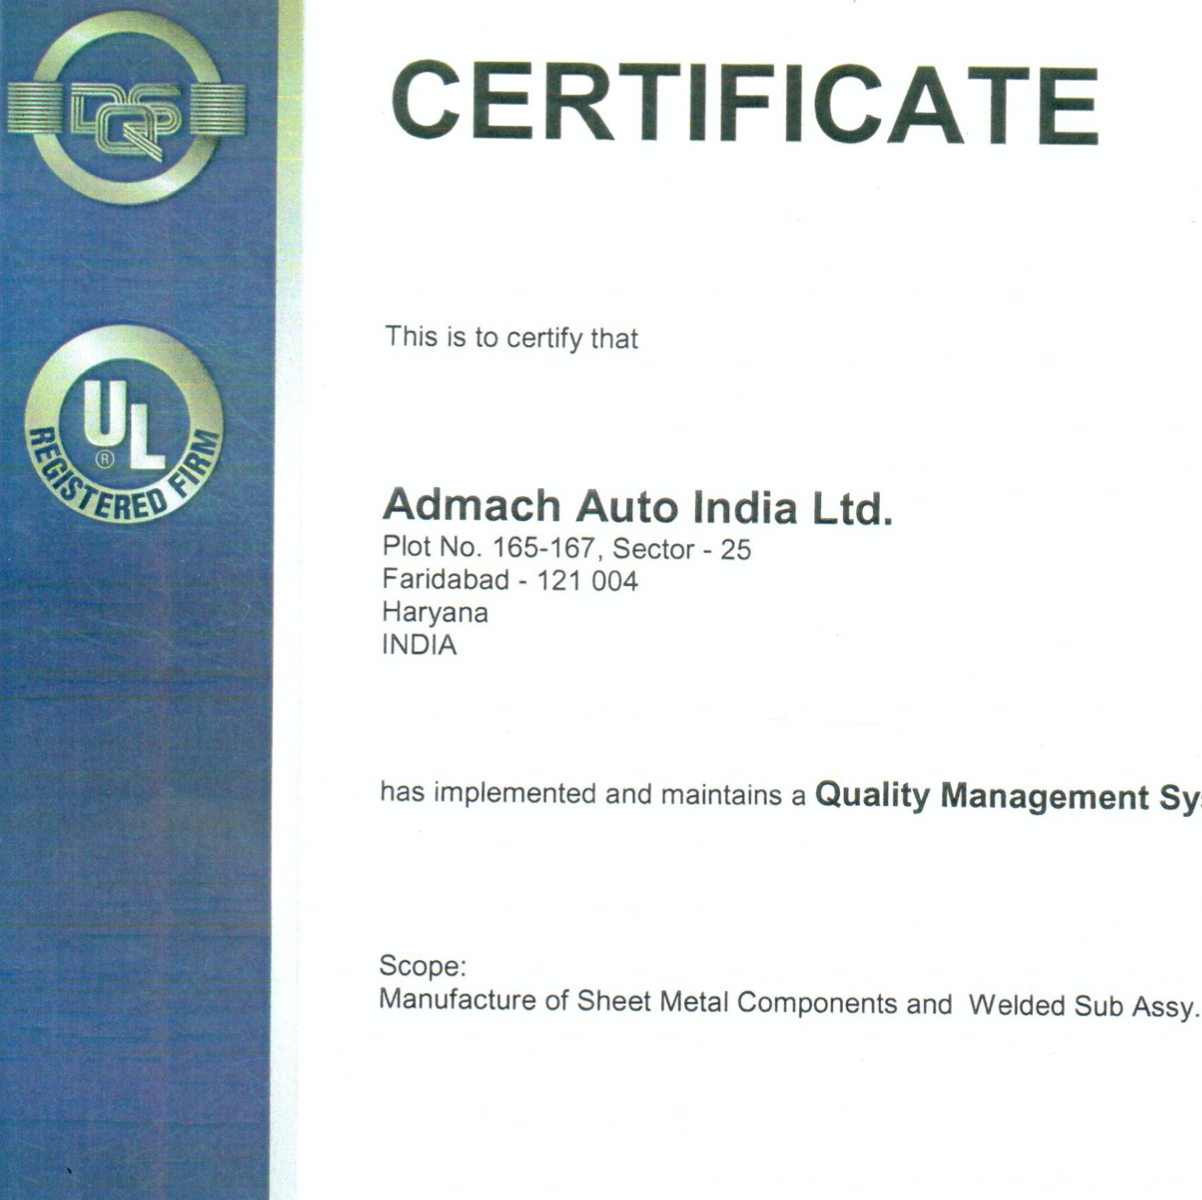 DQS
CERTIFICATE
This is to certify that
UL
®
REGISTERED FIRM
Admach Auto India Ltd.
Plot No. 165-167, Sector - 25
Faridabad - 121 004
Haryana
INDIA
has implemented and maintains a Quality Management Sys
Scope:
Manufacture of Sheet Metal Components and Welded Sub Assy.